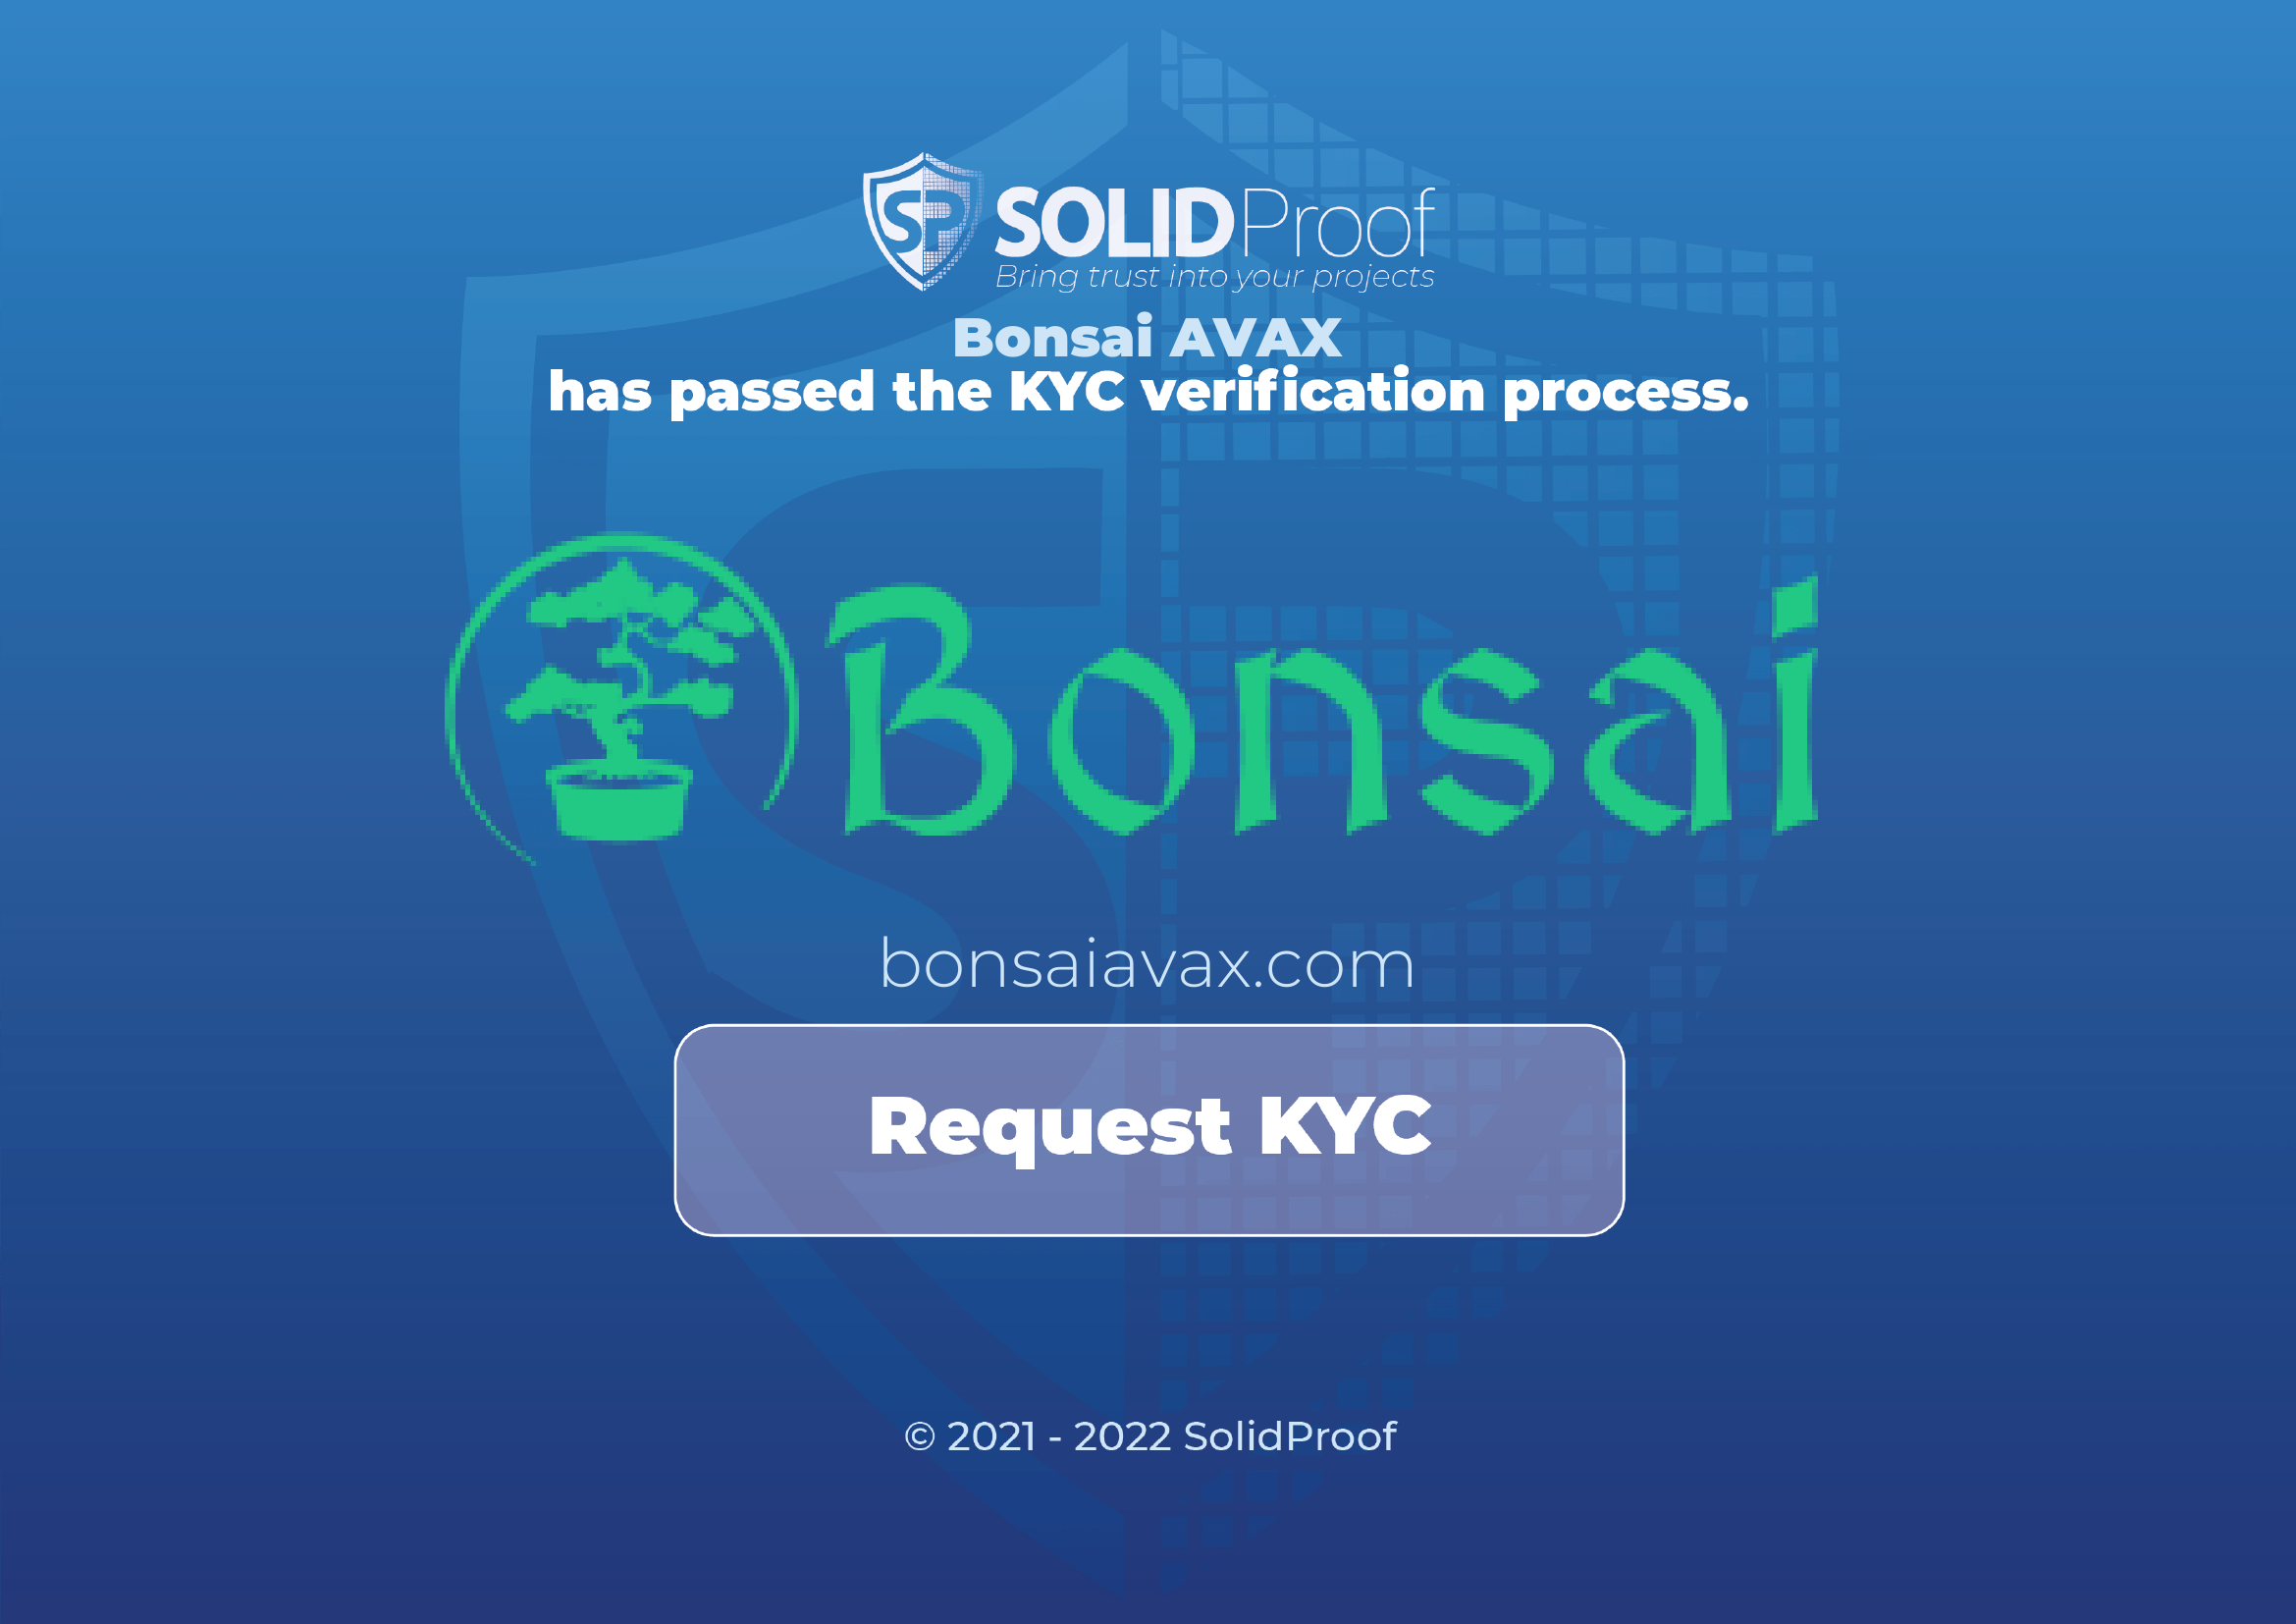 SP SOLIDProof
Bring trust into your projects
Bonsai AVAX
has passed the KYC verification process.
Bonsai
bonsaiavax.com
Request KYC
© 2021 - 2022 SolidProof